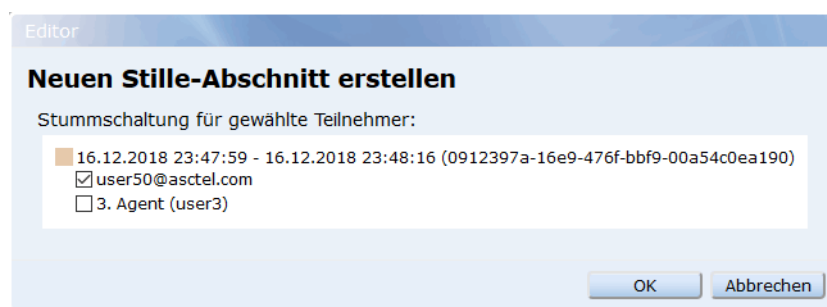 Editor
Neuen Stille-Abschnitt erstellen
Stummschaltung für gewählte Teilnehmer:
16.12.2018 23:47:59 - 16.12.2018 23:48:16 (0912397a-16e9-476f-bbf9-00a54c0ea190)
user50@asctel.com
3. Agent (user3)
OK Abbrechen